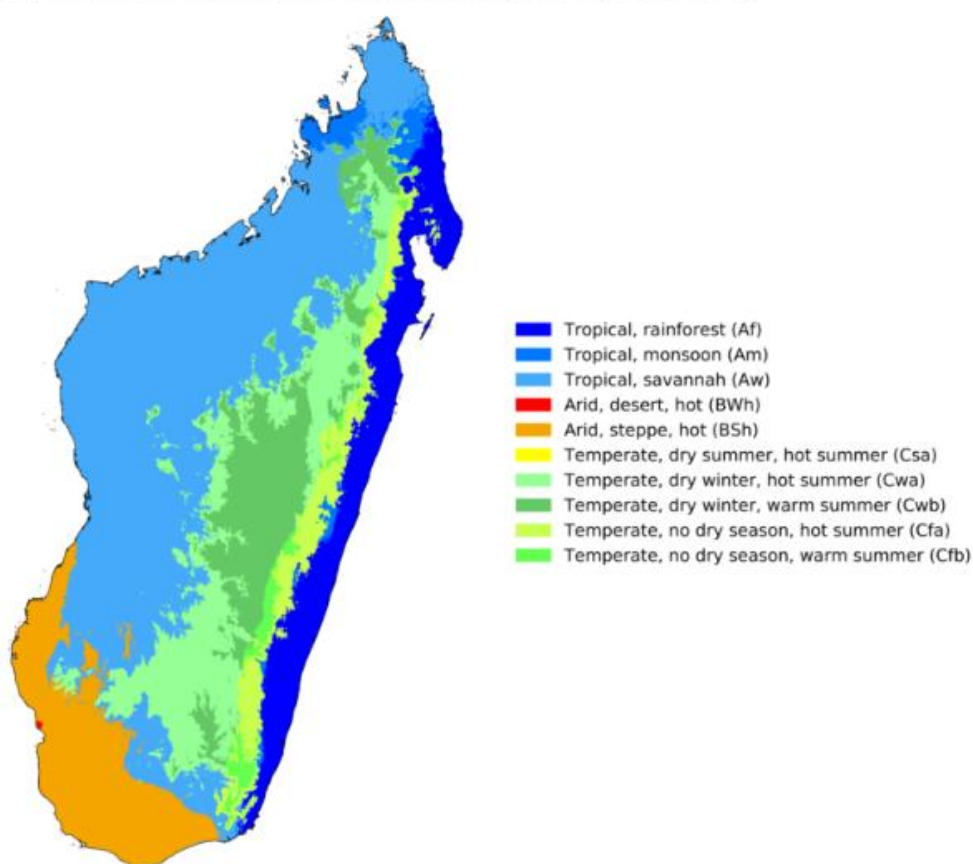 Tropical, rainforest (Af)
Tropical, monsoon (Am)
Tropical, savannah (Aw)
Arid, desert, hot (BWh)
Arid, steppe, hot (BSh)
Temperate, dry summer, hot summer (Csa)
Temperate, dry winter, hot summer (Cwa)
Temperate, dry winter, warm summer (Cwb)
Temperate, no dry season, hot summer (Cfa)
Temperate, no dry season, warm summer (Cfb)